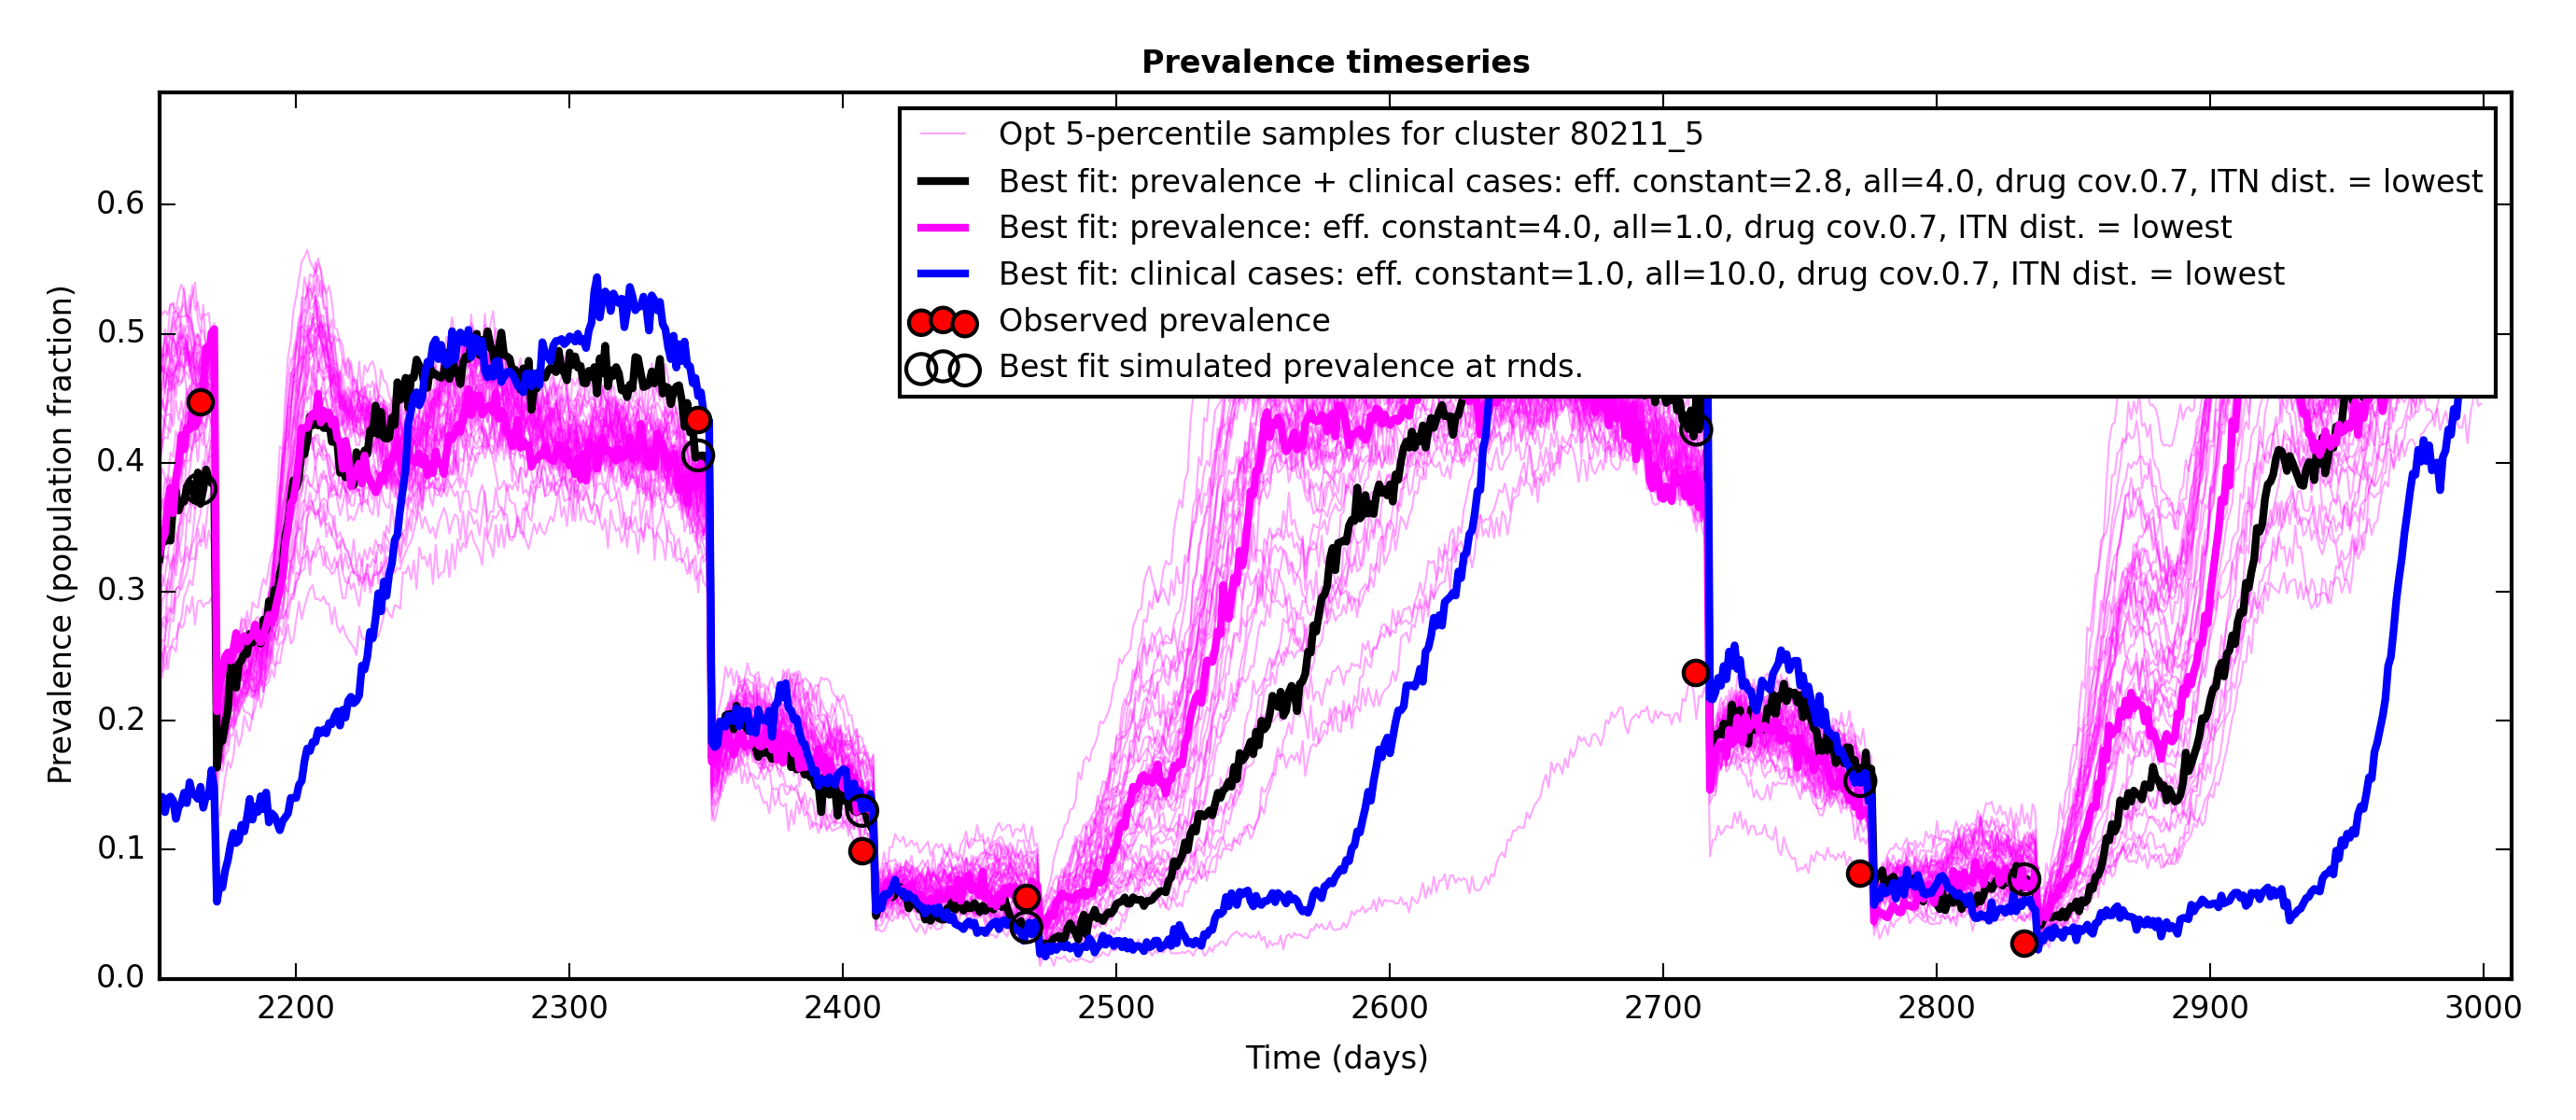 Prevalence timeseries
Opt 5-percentile samples for cluster 80211_5
Best fit: prevalence + clinical cases: eff. constant=2.8, all=4.0, drug cov.0.7, ITN dist. = lowest
Best fit: prevalence: eff. constant=4.0, all=1.0, drug cov.0.7, ITN dist. = lowest
Best fit: clinical cases: eff. constant=1.0, all=10.0, drug cov.0.7, ITN dist. = lowest
Observed prevalence
Best fit simulated prevalence at rnds.
Prevalence (population fraction)
0.6
0.5
0.4
0.3
0.2
0.1
0.0
2200 2300 2400 2500 2600 2700 2800 2900 3000
Time (days)